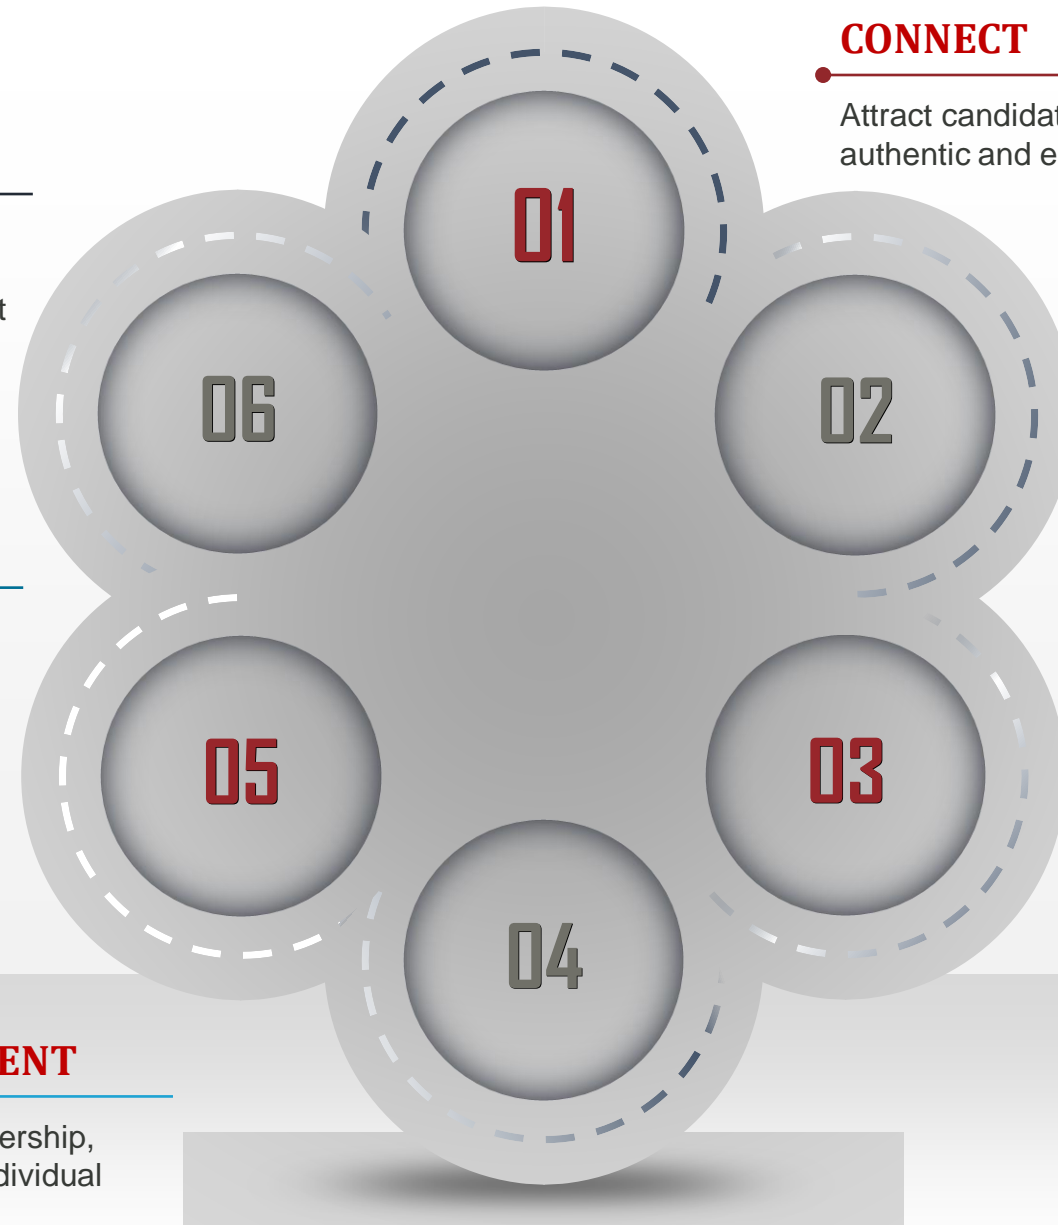 CONNECT
Attract candidat
authentic and e
01
t
06
02
05
03
04
ENT
ership,
dividual